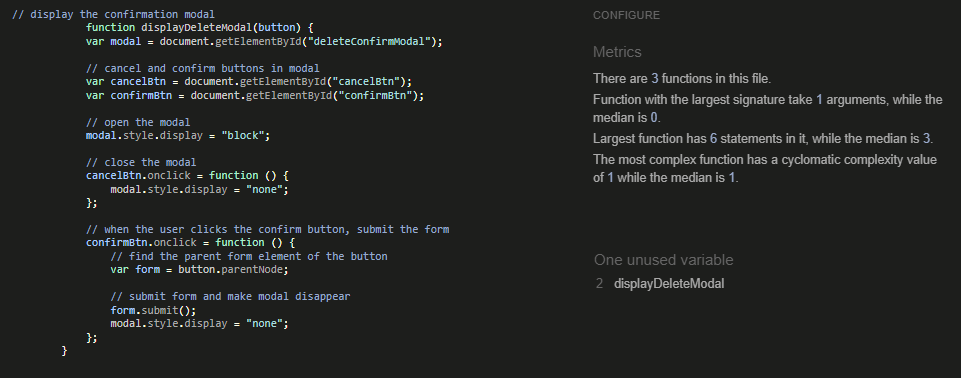 // display the confirmation modal
function displayDeleteModal(button) {
var modal = document.getElementById("deleteConfirmModal");
// cancel and confirm buttons in modal
var cancelBtn = document.getElementById("cancelBtn");
var confirmBtn = document.getElementById("confirmBtn");
// open the modal
modal.style.display = "block";
// close the modal
cancelBtn.onclick = function () {
modal.style.display = "none";
};
// when the user clicks the confirm button, submit the form
confirmBtn.onclick = function () {
// find the parent form element of the button
var form = button.parentNode;
// submit form and make modal disappear
form.submit();
modal.style.display = "none";
};
}
CONFIGURE
Metrics
There are 3 functions in this file.
Function with the largest signature take 1 arguments, while the
median is 0.
Largest function has 6 statements in it, while the median is 3.
The most complex function has a cyclomatic complexity value
of 1 while the median is 1.
One unused variable
2 displayDeleteModal